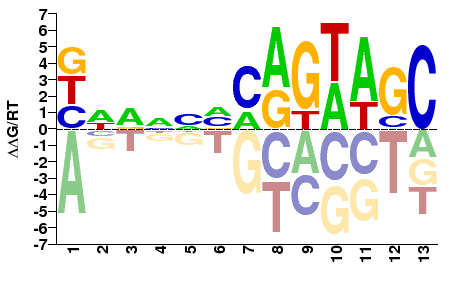 7
6
5
4
3
2
1
0
-1
-2
-3
-4
-5
-6
-7
ΔΔG/RT
G T C A
A T C G
A G T
A C G
C A G
A C G T
C A G
A G C T
G T A C
T A C G
A T C G
G C T
C A G T
1 2 3 4 5 6 7 8 9 10 11 12 13